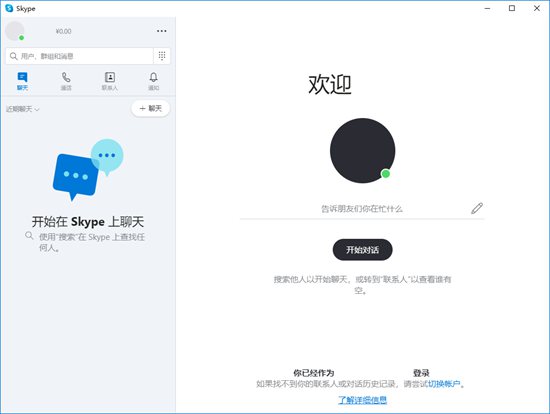 Skype
¥0.00
用户、群组和消息
聊天 通话 联系人 通知
近期聊天
+ 聊天
开始在 Skype 上聊天
使用"搜索"在 Skype 上查找任
何人。
欢迎
告诉朋友们你在忙什么
开始对话
搜索他人以开始聊天，或转到"联系人"以查看谁有
空。
你已经作为 登录
如果找不到你的联系人或对话历史记录，请尝试切换帐户。
了解详细信息